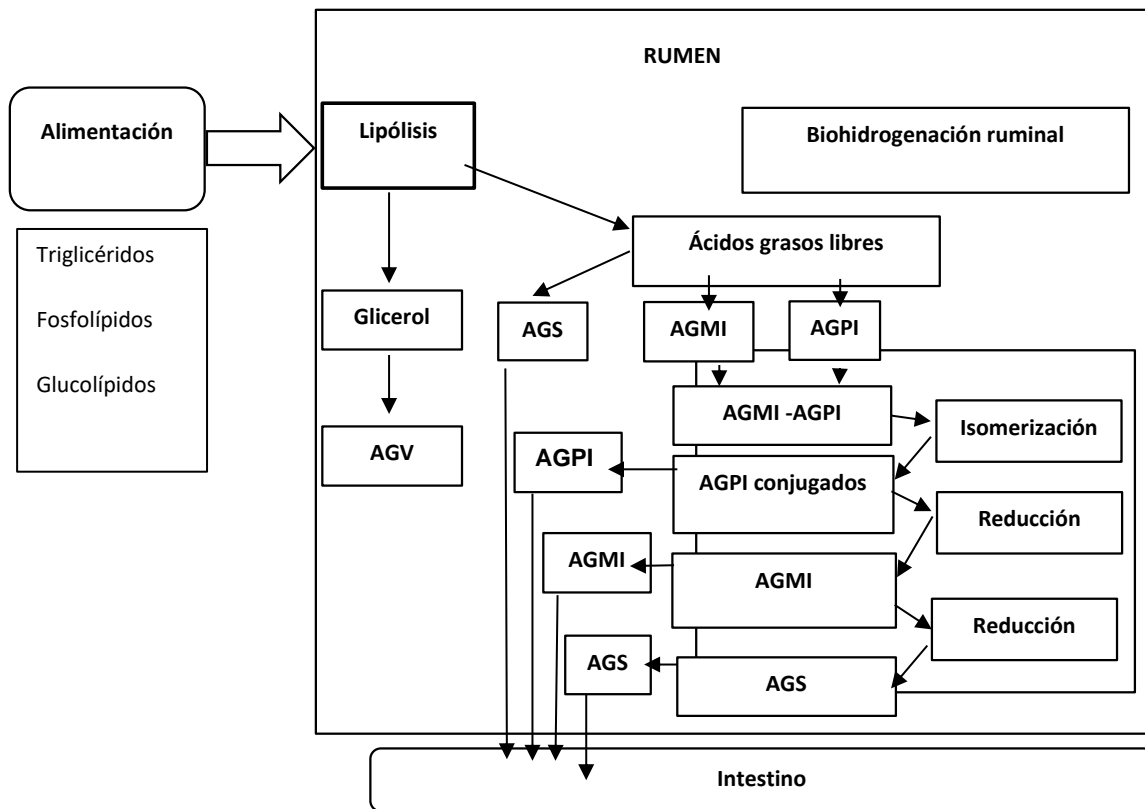 RUMEN
Alimentación
Lipólisis
Biohidrogenación ruminal
Triglicéridos
Fosfolípidos
Glucolípidos
Ácidos grasos libres
Glicerol
AGS
AGMI
AGPI
AGV
AGMI -AGPI
Isomerización
AGPI
AGPI conjugados
Reducción
AGMI
AGMI
Reducción
AGS
AGS
Intestino